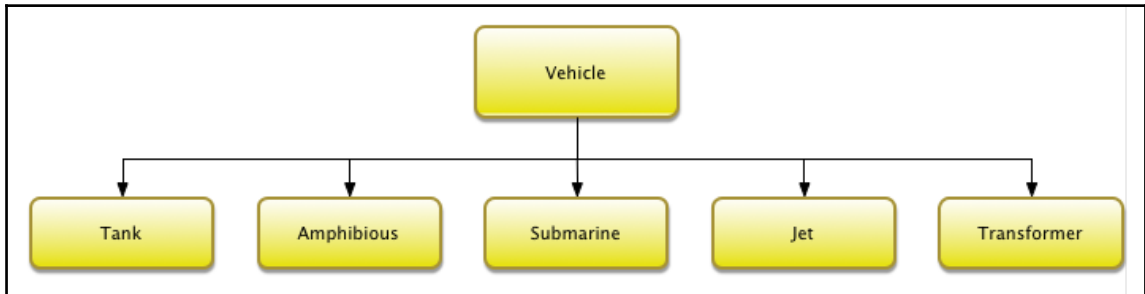 Vehicle
Tank
Amphibious
Submarine
Jet
Transformer